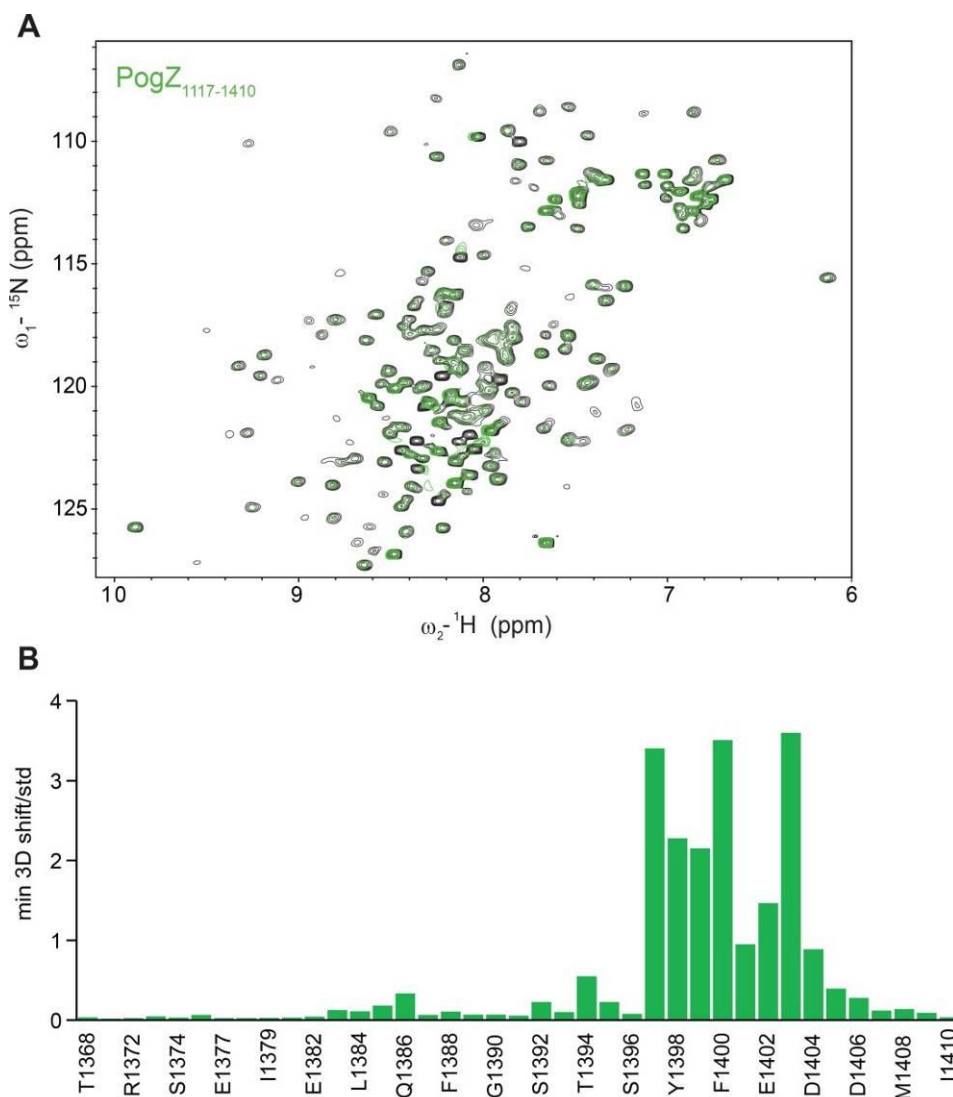 A
PogZ1117-1410
110
115
120
125
ω1- 15N (ppm)
10 9 8 7 6
ω2- 1H (ppm)
B
4
3
2
1
0
min 3D shift/std
T1368
R1372
S1374
E1377
I1379
E1382
L1384
Q1386
F1388
G1390
S1392
T1394
S1396
Y1398
F1400
E1402
D1404
D1406
M1408
I1410